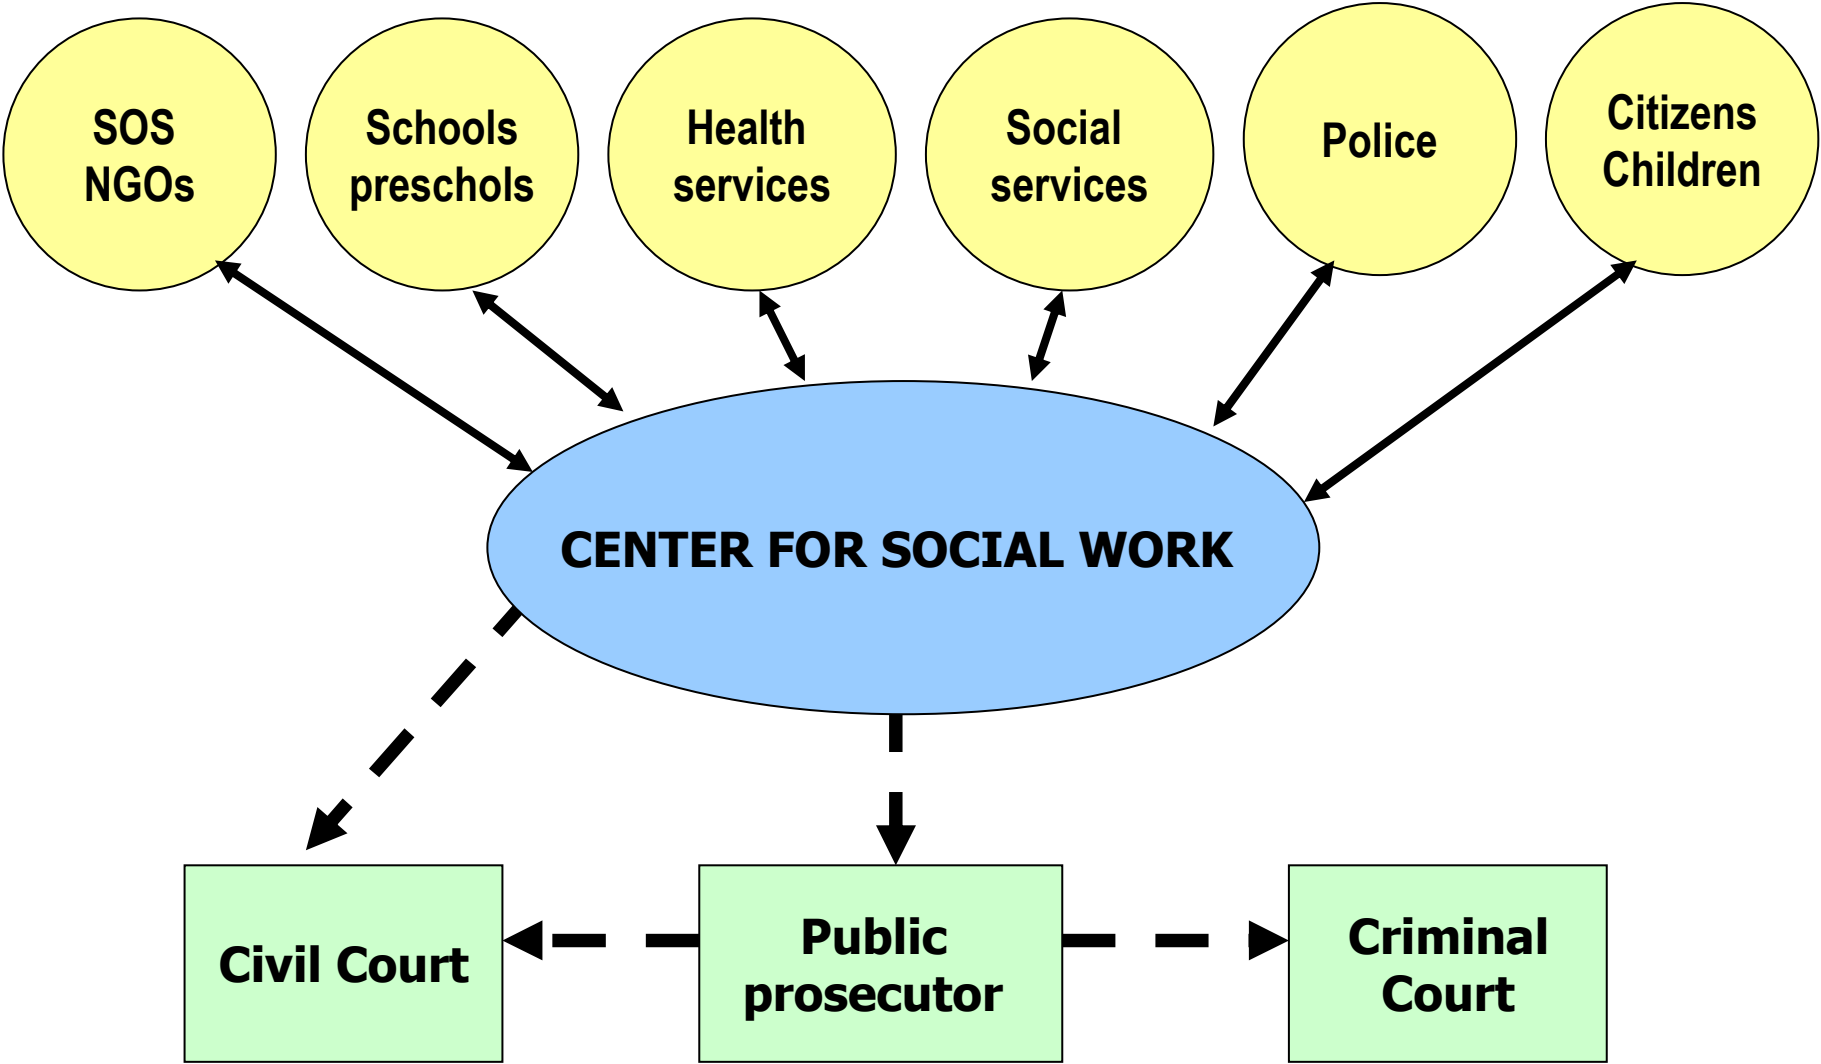 SOS
NGOs
Schools
preschols
Health
services
Social
services
Police
Citizens
Children
CENTER FOR SOCIAL WORK
Civil Court
Public
prosecutor
Criminal
Court